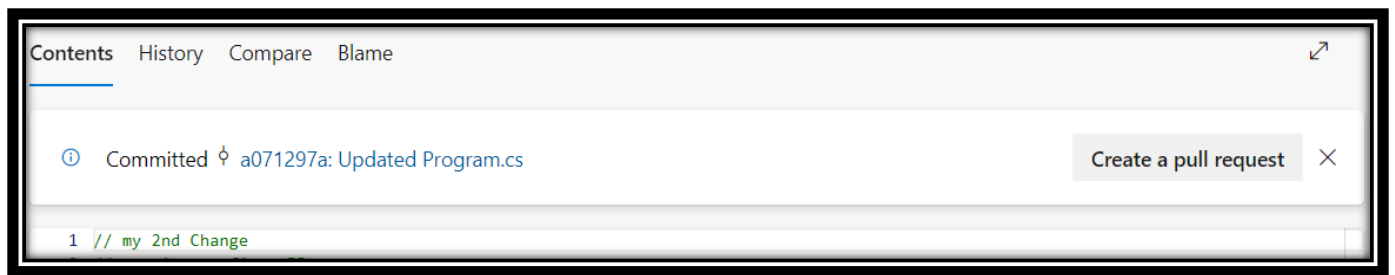 Contents History Compare Blame
Committed a071297a: Updated Program.cs Create a pull request
1 // my 2nd Change